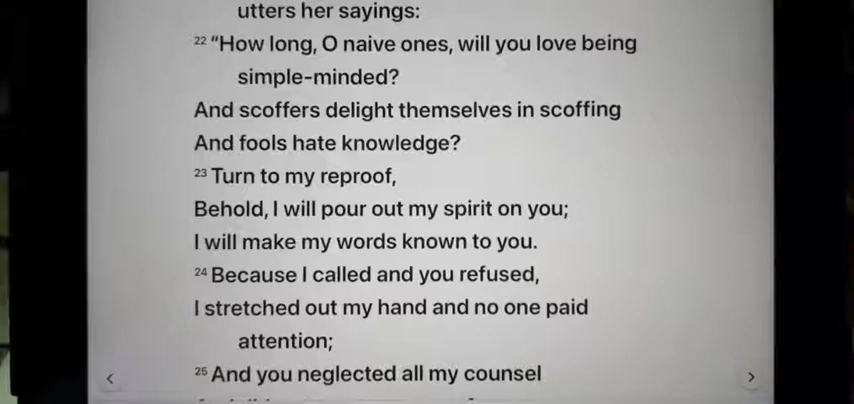 utters her sayings:
22 "How long, O naive ones, will you love being
simple-minded?
And scoffers delight themselves in scoffing
And fools hate knowledge?
23 Turn to my reproof,
Behold, I will pour out my spirit on you;
I will make my words known to you.
24 Because I called and you refused,
I stretched out my hand and no one paid
attention;
25 And you neglected all my counsel